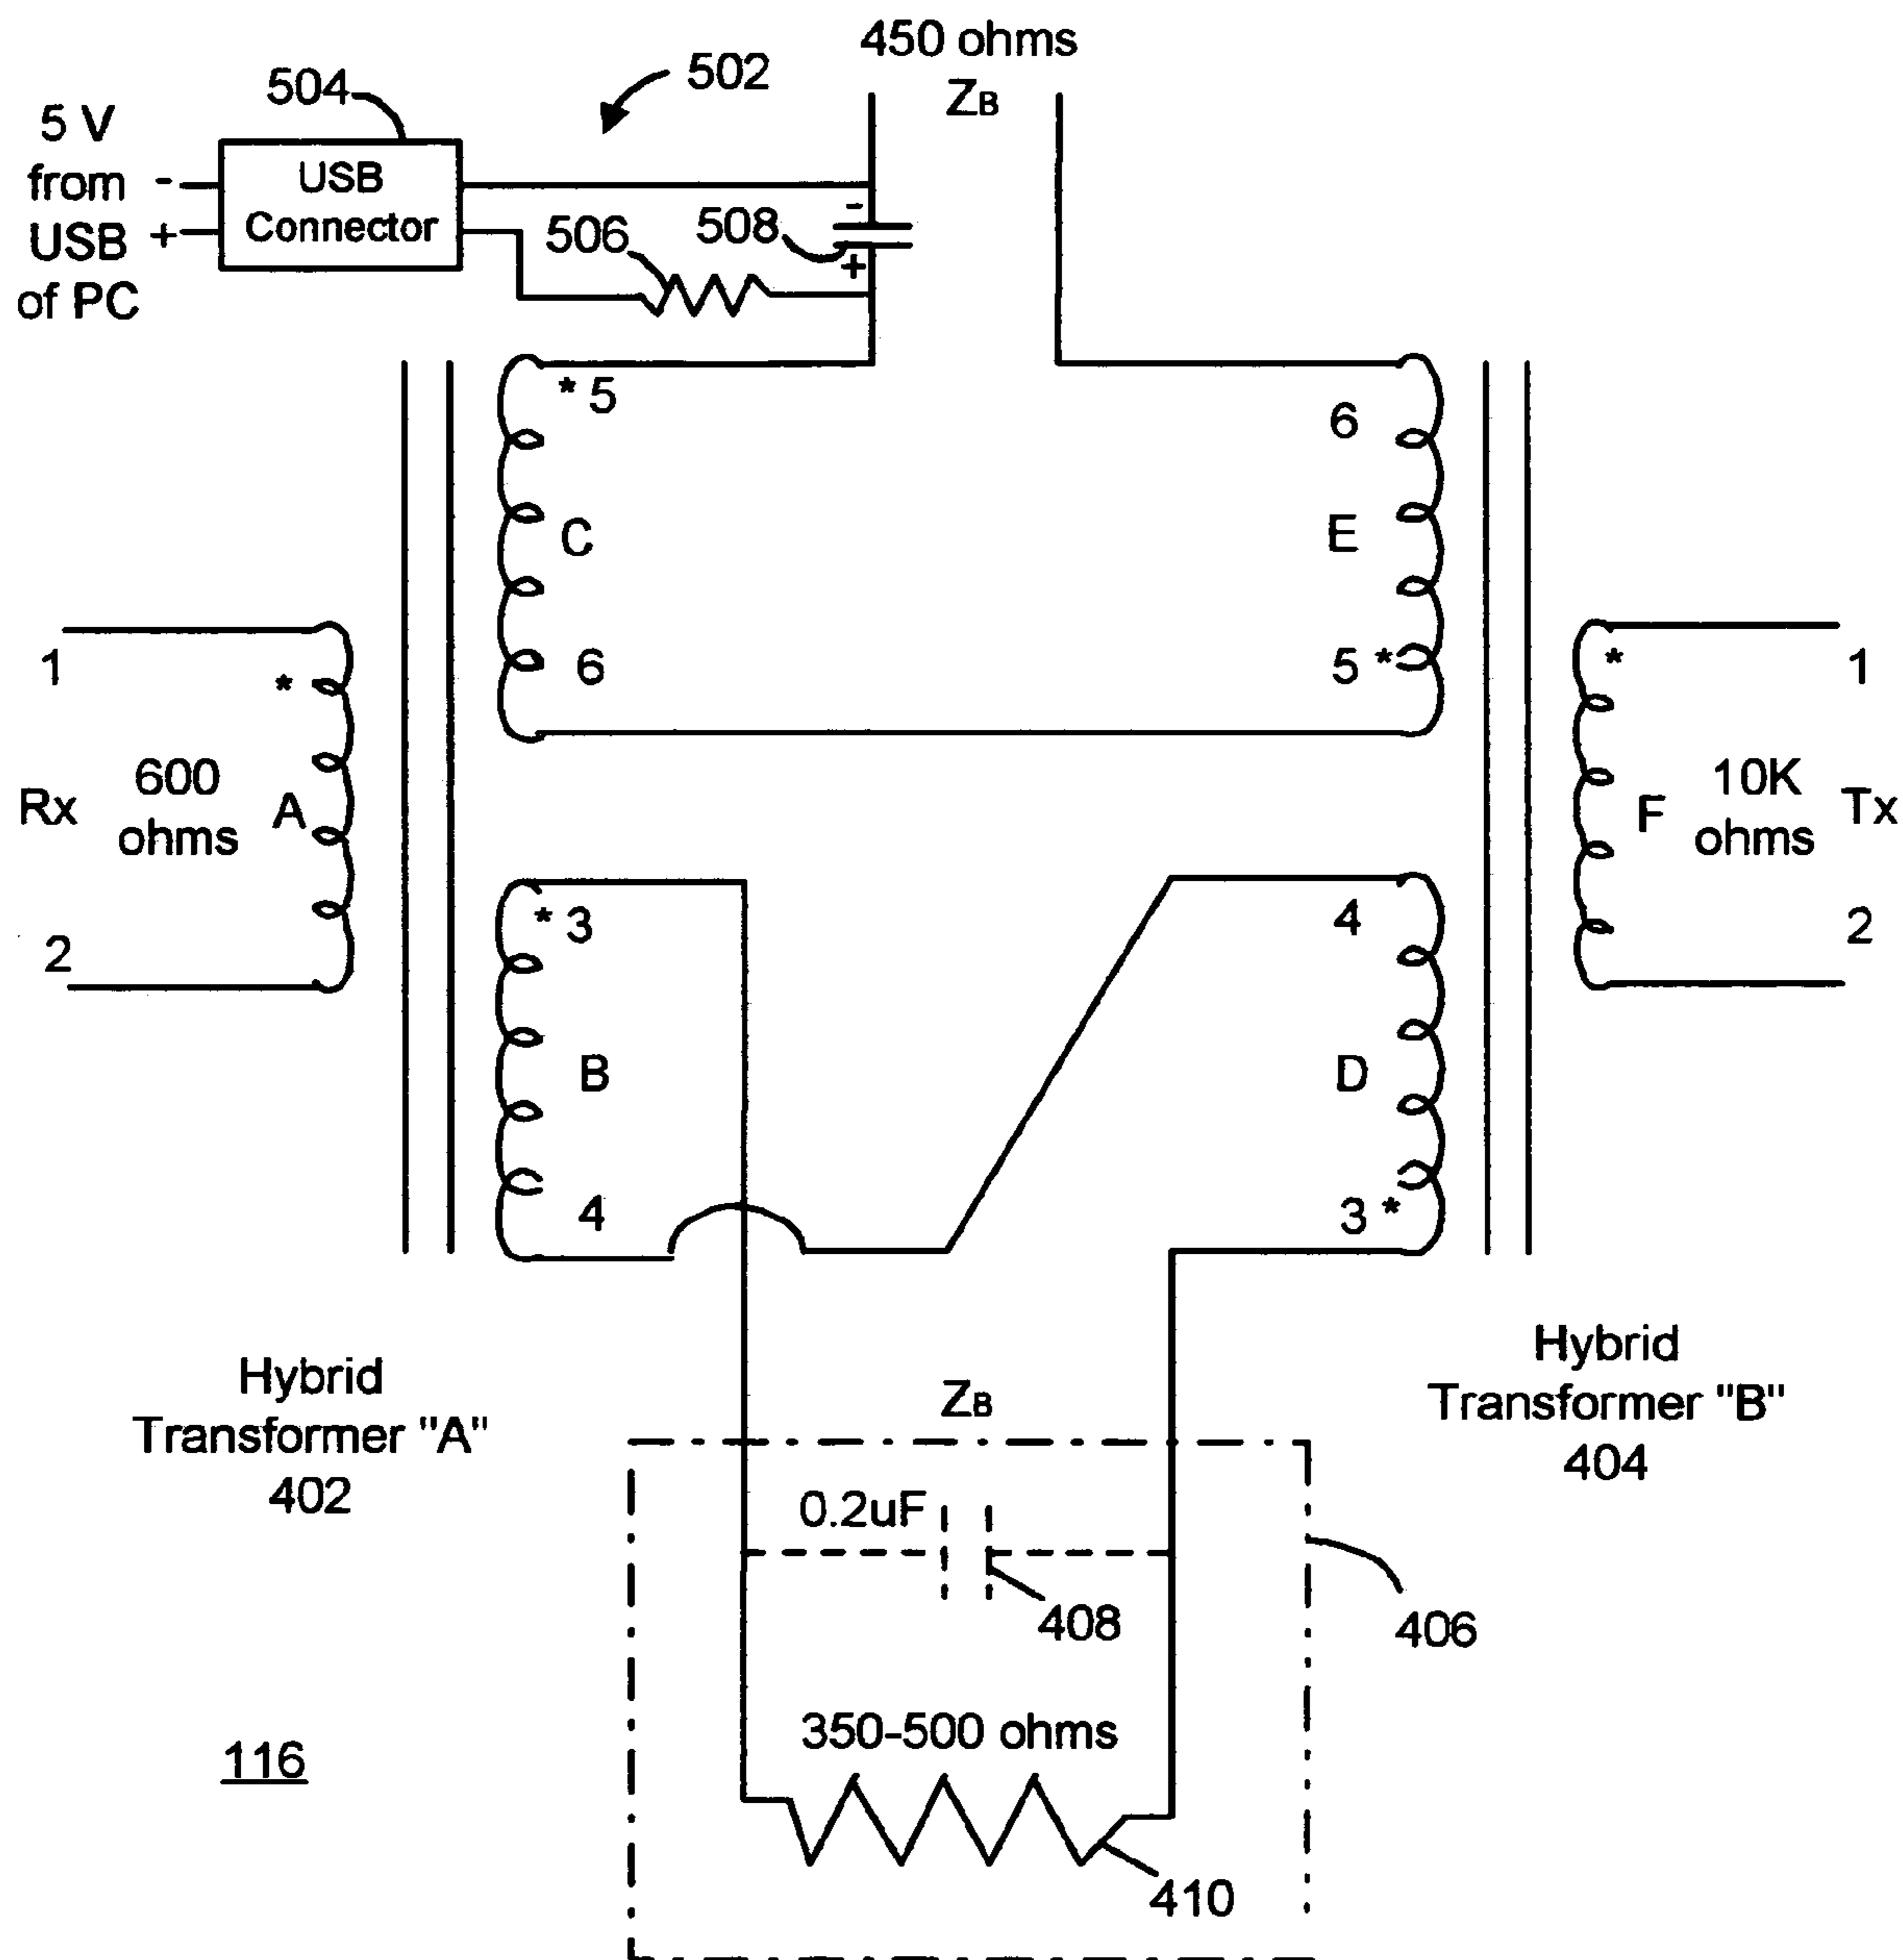 450 ohms
ZB
502
504
5 V
from
USB
of PC
-
+
USB
Connector
506
508
-
+
* 5
C
6
6
E
5 *
1
*
Rx
600
ohms
A
2
*
1
F
10K
ohms
Tx
2
* 3
B
4
4
D
3 *
Hybrid
Transformer "A"
402
Hybrid
Transformer "B"
404
ZB
0.2uF
408
406
350-500 ohms
410
116